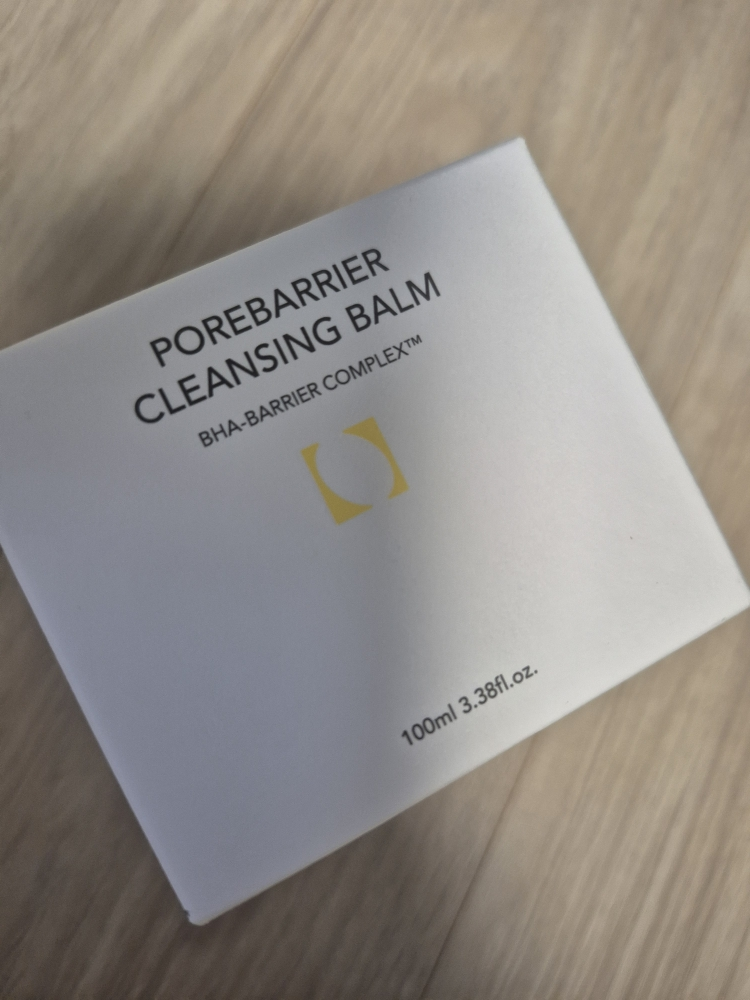 POREBARRIER
CLEANSING BALM
BHA-BARRIER COMPLEX™
100ml 3.38fl.oz.